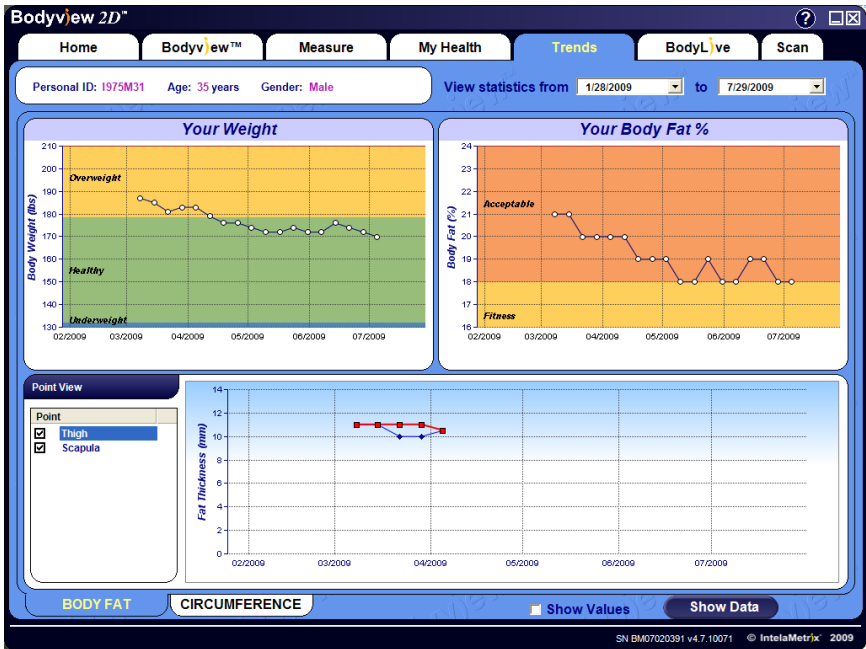 Bodyview 2D™
?
Home Bodyview™ Measure My Health Trends BodyLive Scan
Personal ID: I975M31 Age: 35 years Gender: Male
View statistics from 1/28/2009 to 7/29/2009
Your Weight
210
200
190
180
170
160
150
140
130
Body Weight (lbs)
Overweight
Healthy
Underweight
02/2009 03/2009 04/2009 05/2009 06/2009 07/2009
Your Body Fat %
24
23
22
21
20
19
18
17
16
Body Fat (%)
Acceptable
Fitness
02/2009 03/2009 04/2009 05/2009 06/2009 07/2009
Point View
Point
Thigh
Scapula
14
12
10
8
6
4
2
0
Fat Thickness (mm)
02/2009 03/2009 04/2009 05/2009 06/2009 07/2009
BODY FAT CIRCUMFERENCE
Show Values
Show Data
SN BM07020391 v4.7.10071 © IntelaMetrix 2009